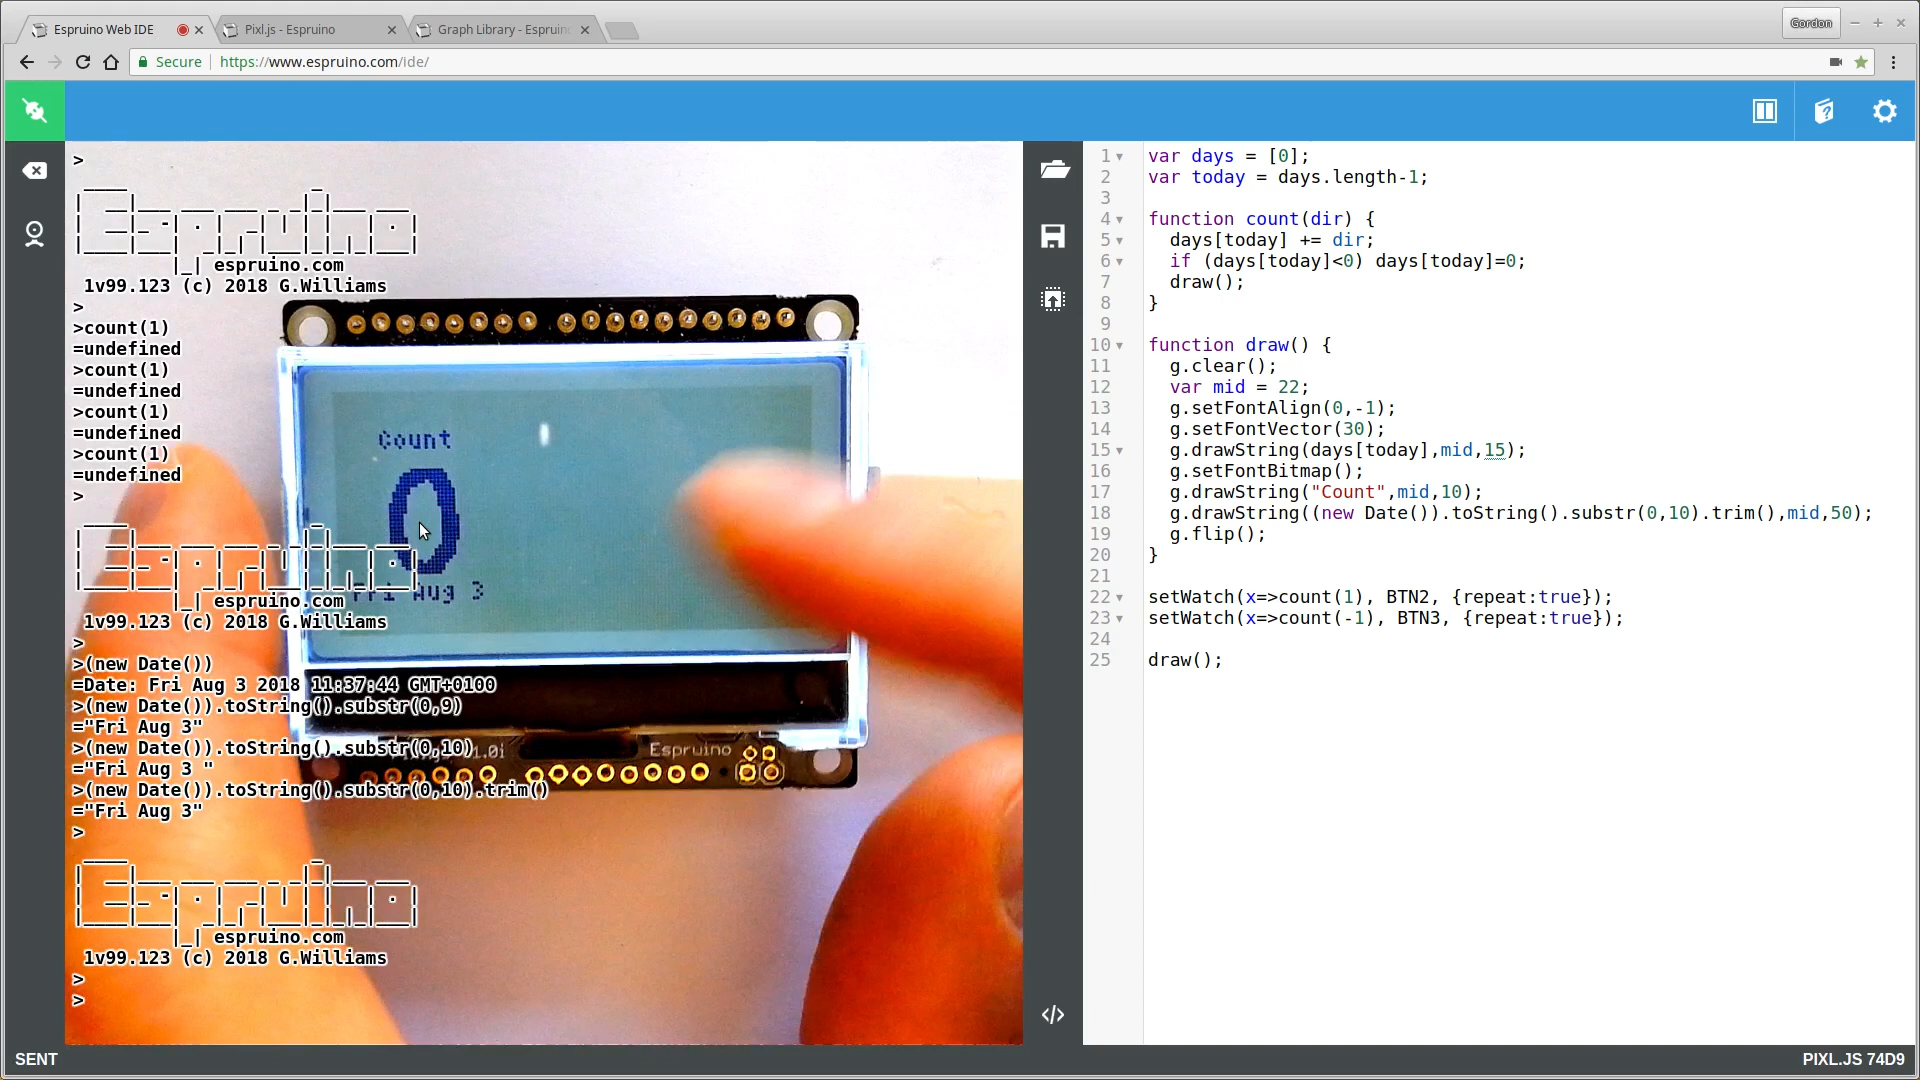 Espruino Web IDE
Pixl.js - Espruino
Graph Library - Espruin
Gordon
Secure
https://www.espruino.com/ide/
>
Espruino
espruino.com
1v99.123 (c) 2018 G.Williams
>
>count(1)
=undefined
>count(1)
=undefined
>count(1)
=undefined
>count(1)
=undefined
>
Espruino
espruino.com
1v99.123 (c) 2018 G.Williams
>
>(new Date())
=Date: Fri Aug 3 2018 11:37:44 GMT+0100
>(new Date()).toString().substr(0,9)
="Fri Aug 3"
>(new Date()).toString().substr(0,10)
="Fri Aug 3 "
>(new Date()).toString().substr(0,10).trim()
="Fri Aug 3"
>
Espruino
espruino.com
1v99.123 (c) 2018 G.Williams
>
>
Count
0
Fri Aug 3
1.0i
Espruino
1 var days = [0];
2 var today = days.length-1;
3
4 function count(dir) {
5 days[today] += dir;
6 if (days[today]<0) days[today]=0;
7 draw();
8 }
9
10 function draw() {
11 g.clear();
12 var mid = 22;
13 g.setFontAlign(0,-1);
14 g.setFontVector(30);
15 g.drawString(days[today],mid,15);
16 g.setFontBitmap();
17 g.drawString("Count",mid,10);
18 g.drawString((new Date()).toString().substr(0,10).trim(),mid,50);
19 g.flip();
20 }
21
22 setWatch(x=>count(1), BTN2, {repeat:true});
23 setWatch(x=>count(-1), BTN3, {repeat:true});
24
25 draw();
SENT
PIXL.JS 74D9